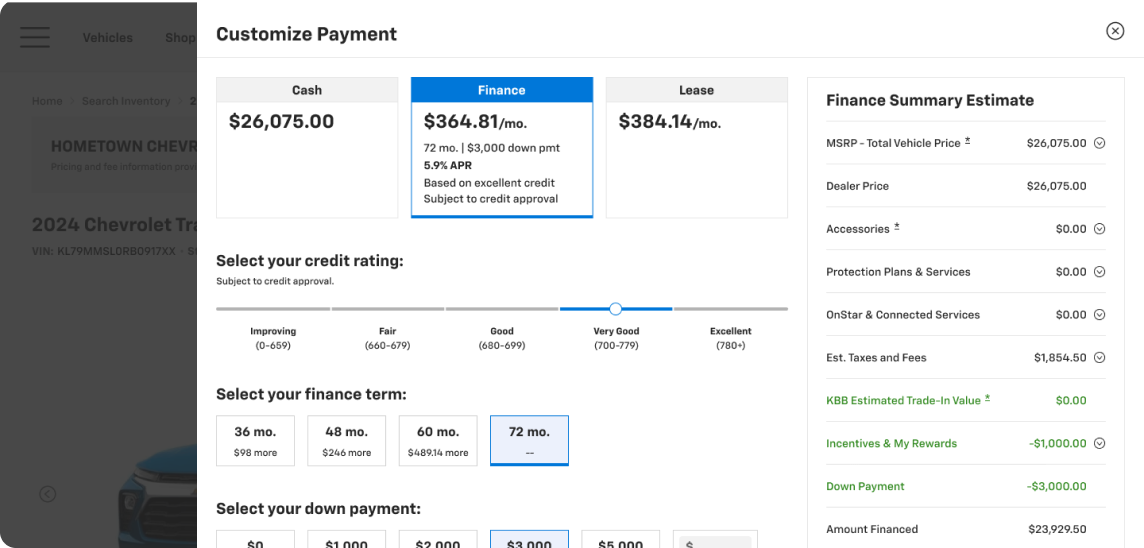 Customize Payment
Vehicles
Shop
Home
Search Inventory
2
HOMETOWN CHEVR
Pricing and fee information provi
2024 Chevrolet Tra
VIN: KL79MMSL0RB0917XX - S
Cash
$26,075.00
Finance
$364.81/mo.
72 mo. | $3,000 down pmt
5.9% APR
Based on excellent credit
Subject to credit approval
Lease
$384.14/mo.
Select your credit rating:
Subject to credit approval.
Improving
(0-659)
Fair
(660-679)
Good
(680-699)
Very Good
(700-779)
Excellent
(780+)
Select your finance term:
36 mo.
$98 more
48 mo.
$246 more
60 mo.
$489.14 more
72 mo.
--
Select your down payment:
$0
$1,000
$2,000
$3,000
$5,000
$
Finance Summary Estimate
MSRP - Total Vehicle Price * $26,075.00
Dealer Price $26,075.00
Accessories * $0.00
Protection Plans & Services $0.00
OnStar & Connected Services $0.00
Est. Taxes and Fees $1,854.50
KBB Estimated Trade-In Value * $0.00
Incentives & My Rewards -$1,000.00
Down Payment -$3,000.00
Amount Financed $23,929.50